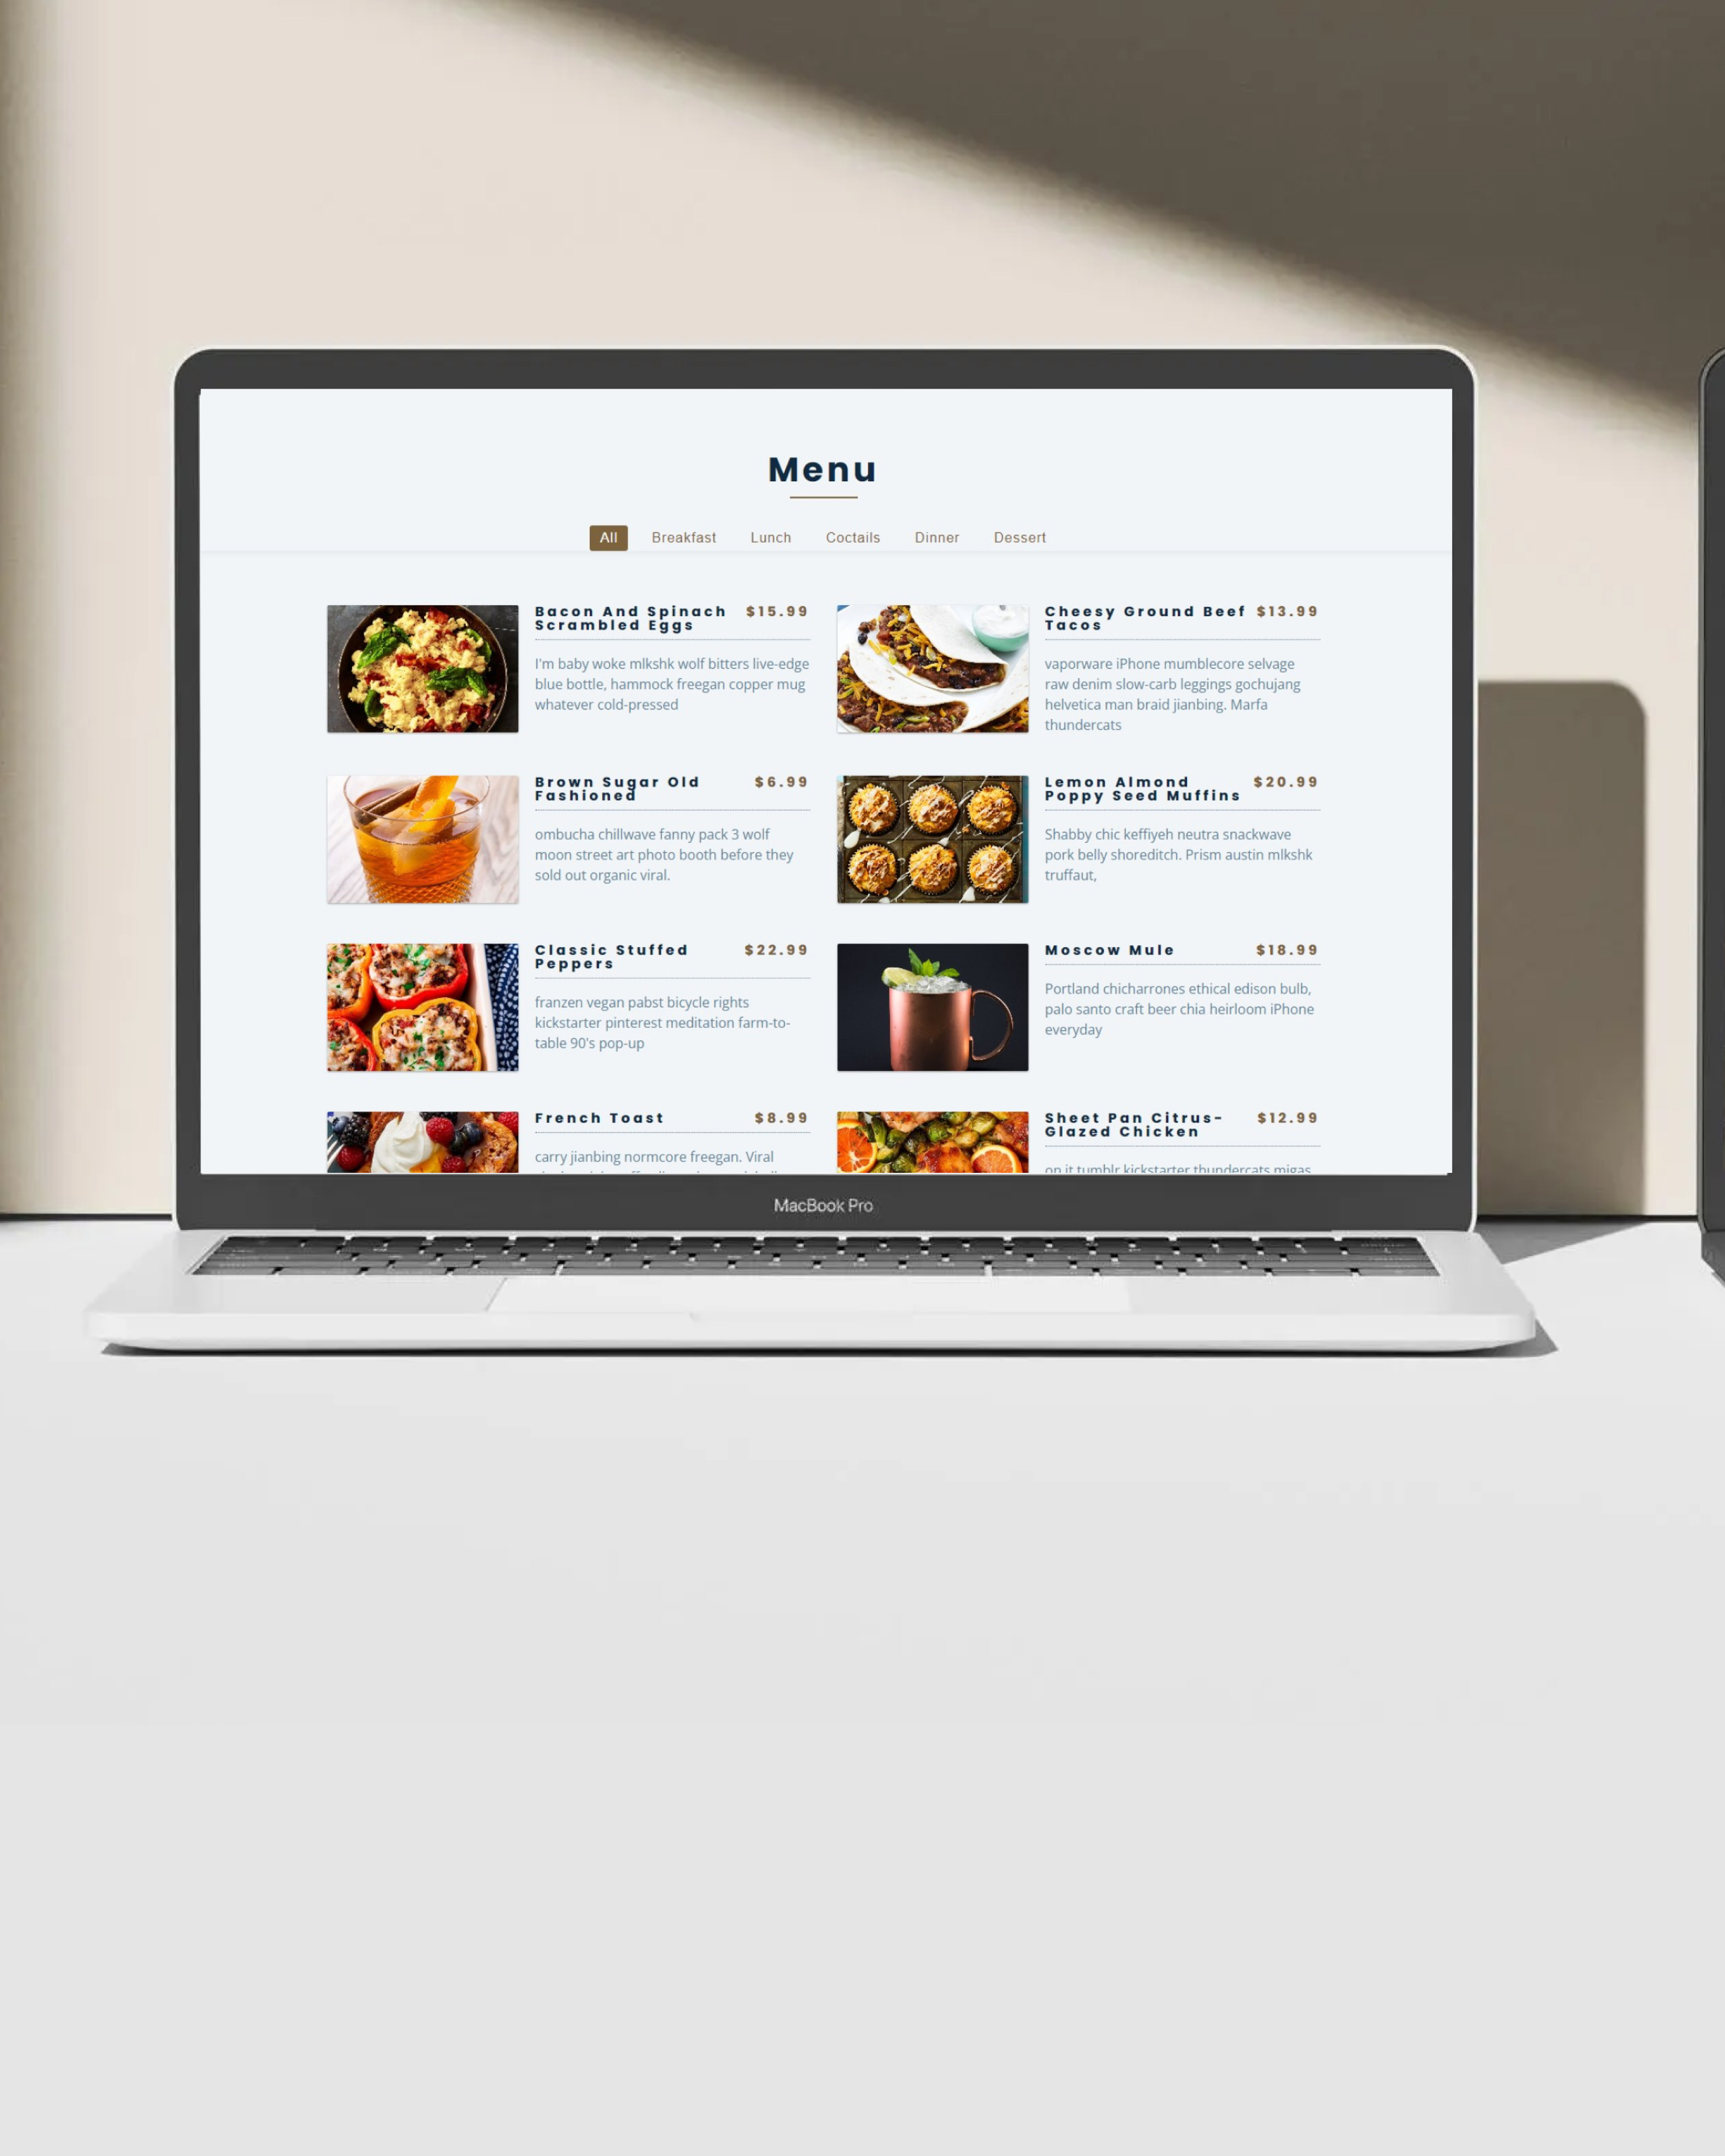 Menu
All Breakfast Lunch Coctails Dinner Dessert
Bacon And Spinach $15.99
Scrambled Eggs
I'm baby woke mlkshk wolf bitters live-edge
blue bottle, hammock freegan copper mug
whatever cold-pressed
Cheesy Ground Beef $13.99
Tacos
vaporware iPhone mumblecore selvage
raw denim slow-carb leggings gochujang
helvetica man braid jianbing. Marfa
thundercats
Brown Sugar Old $6.99
Fashioned
ombucha chillwave fanny pack 3 wolf
moon street art photo booth before they
sold out organic viral.
Lemon Almond $20.99
Poppy Seed Muffins
Shabby chic keffiyeh neutra snackwave
pork belly shoreditch. Prism austin mlkshk
truffaut,
Classic Stuffed $22.99
Peppers
franzen vegan pabst bicycle rights
kickstarter pinterest meditation farm-to-
table 90's pop-up
Moscow Mule $18.99
Portland chicharrones ethical edison bulb,
palo santo craft beer chia heirloom iPhone
everyday
French Toast $8.99
carry jianbing normcore freegan. Viral
Sheet Pan Citrus- $12.99
Glazed Chicken
on it tumblr kickstarter thundercats migas
MacBook Pro